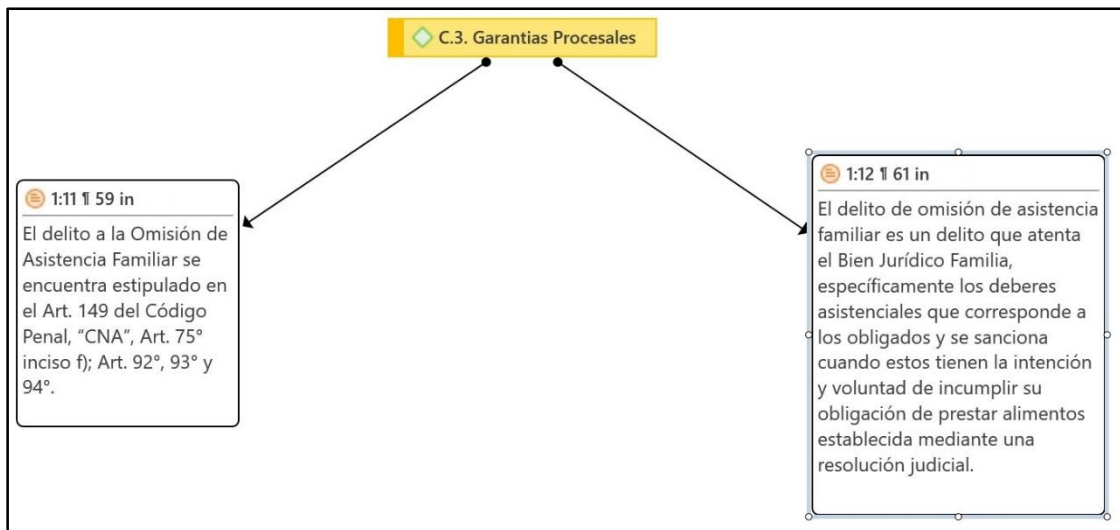 C.3. Garantias Procesales
1:11 ¶ 59 in
El delito a la Omisión de
Asistencia Familiar se
encuentra estipulado en
el Art. 149 del Código
Penal, “CNA”, Art. 75°
inciso f); Art. 92°, 93° y
94°.
1:12 ¶ 61 in
El delito de omisión de asistencia
familiar es un delito que atenta
el Bien Jurídico Familia,
específicamente los deberes
asistenciales que corresponde a
los obligados y se sanciona
cuando estos tienen la intención
y voluntad de incumplir su
obligación de prestar alimentos
establecida mediante una
resolución judicial.